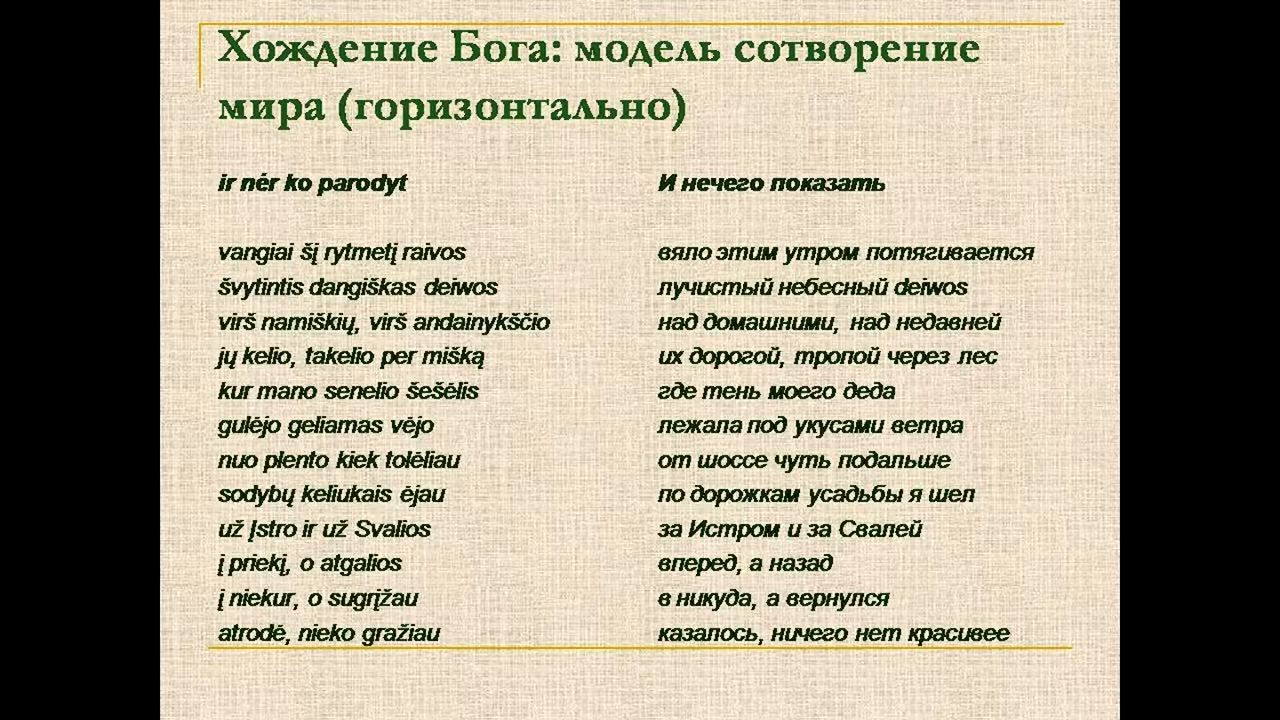 Хождение Бога: модель сотворение
мира (горизонтально)
ir nėr ko parodyt
vangiai šį rytmetį raivos
švytintis dangiškas deiwos
virš namiškių, virš andainykščio
jų kelio, takelio per mišką
kur mano senelio šešėlis
gulėjo geliamas vėjo
nuo plento kiek tolėliau
sodybų keliukais ėjau
už Įstro ir už Svalios
į priekį, o atgalios
į niekur, o sugrįžau
atrodė, nieko gražiau
И нечего показать
вяло этим утром потягивается
лучистый небесный deiwos
над домашними, над недавней
их дорогой, тропой через лес
где тень моего деда
лежала под укусами ветра
от шоссе чуть подальше
по дорожкам усадьбы я шел
за Истром и за Свалей
вперед, а назад
в никуда, а вернулся
казалось, ничего нет красивее